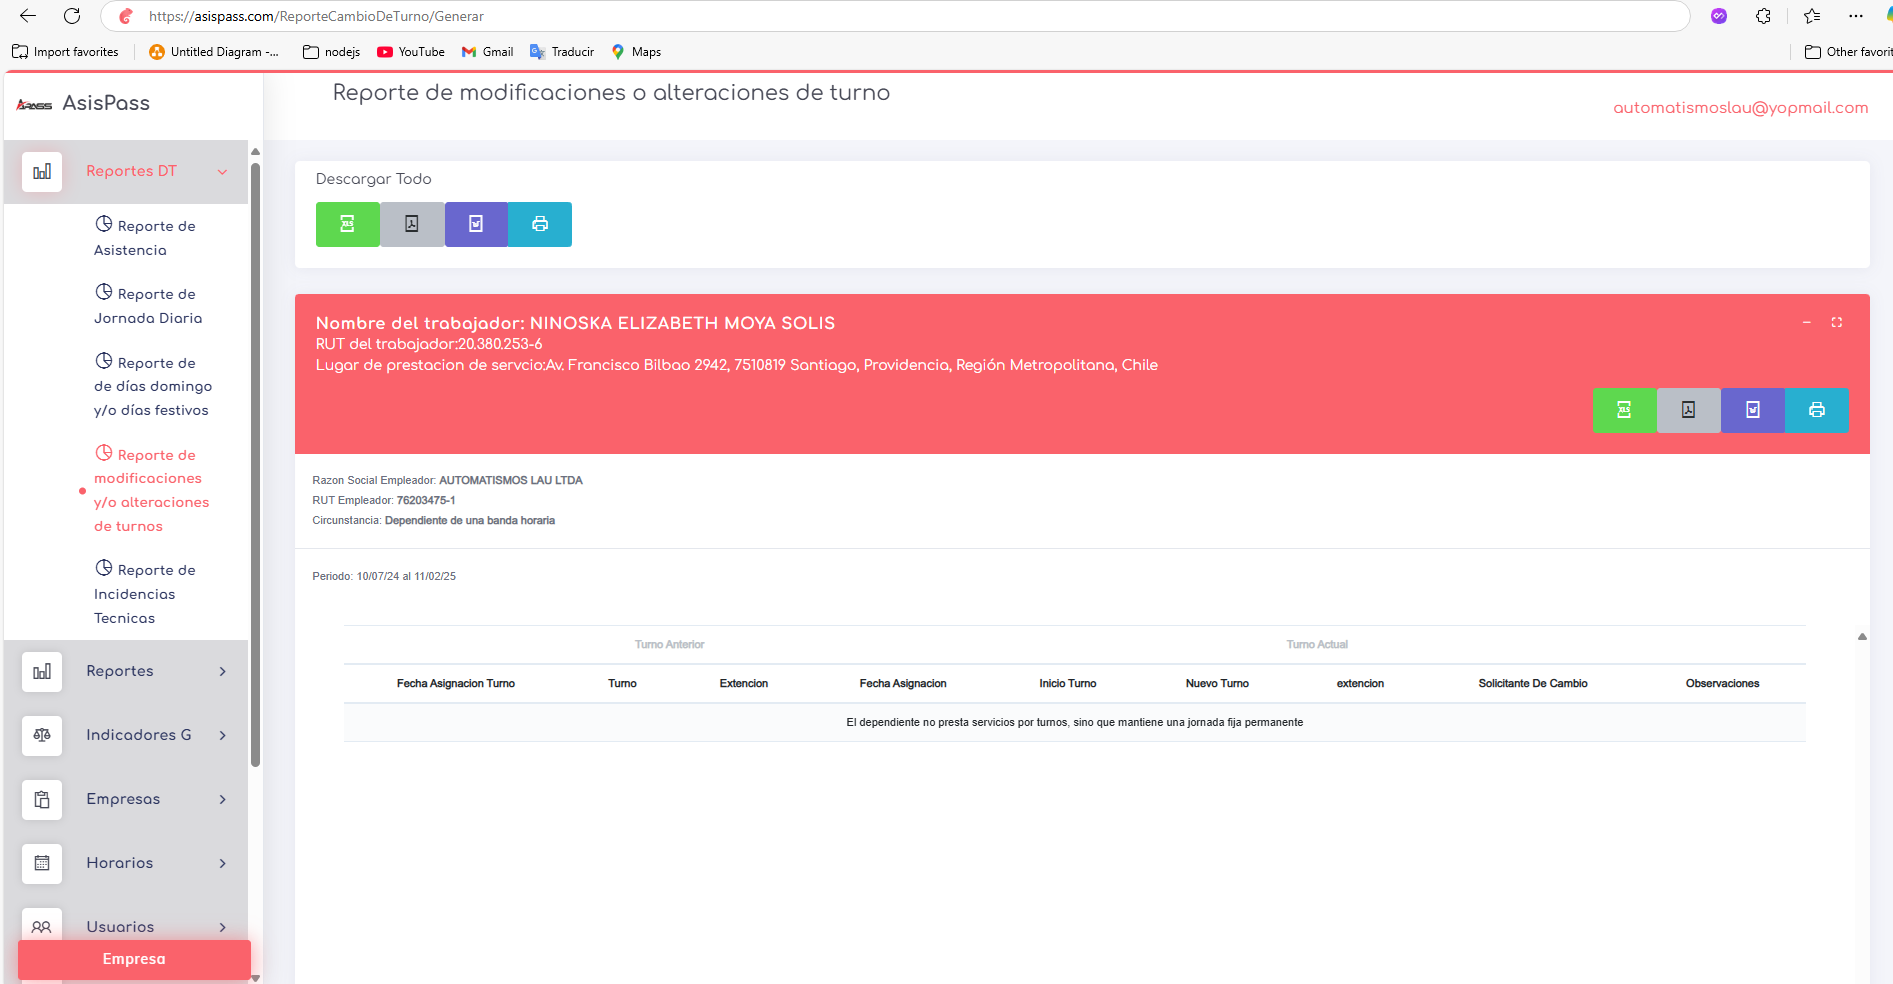 https://asispass.com/ReporteCambioDeTurno/Generar
Import favorites
Untitled Diagram -...
nodejs
YouTube
Gmail
Traducir
Maps
Other favorit
AsisPass
Reporte de modificaciones o alteraciones de turno
automatismoslau@yopmail.com
Reportes DT
Reporte de
Asistencia
Reporte de
Jornada Diaria
Reporte de
de días domingo
y/o días festivos
Reporte de
modificaciones
y/o alteraciones
de turnos
Reporte de
Incidencias
Tecnicas
Reportes
Indicadores G
Empresas
Horarios
Usuarios
Empresa
Descargar Todo
XLS
Nombre del trabajador: NINOSKA ELIZABETH MOYA SOLIS
RUT del trabajador:20.380.253-6
Lugar de prestacion de servcio:Av. Francisco Bilbao 2942, 7510819 Santiago, Providencia, Región Metropolitana, Chile
XLS
Razon Social Empleador: AUTOMATISMOS LAU LTDA
RUT Empleador: 76203475-1
Circunstancia: Dependiente de una banda horaria
Periodo: 10/07/24 al 11/02/25
Turno Anterior Turno Actual
Fecha Asignacion Turno Turno Extencion Fecha Asignacion Inicio Turno Nuevo Turno extencion Solicitante De Cambio Observaciones
El dependiente no presta servicios por turnos, sino que mantiene una jornada fija permanente